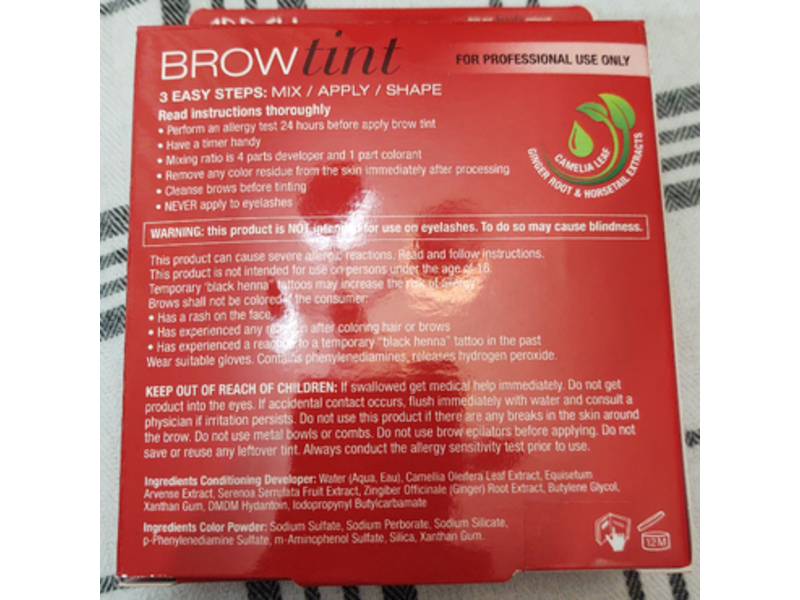 BROW tint
FOR PROFESSIONAL USE ONLY
3 EASY STEPS: MIX / APPLY / SHAPE
Read instructions thoroughly
• Perform an allergy test 24 hours before apply brow tint
• Have a timer handy
• Mixing ratio is 4 parts developer and 1 part colorant
• Remove any color residue from the skin immediately after processing
• Cleanse brows before tinting
• NEVER apply to eyelashes
CAMELIA LEAF
GINGER ROOT & HORSETAIL EXTRACTS
WARNING: this product is NOT intended for use on eyelashes. To do so may cause blindness.
This product can cause severe allergic reactions. Read and follow instructions.
This product is not intended for use on persons under the age of 16.
Temporary "black henna" tattoos may increase the risk of allergy.
Brows shall not be colored if the consumer:
• Has a rash on the face
• Has experienced any reaction after coloring hair or brows
• Has experienced a reaction to a temporary "black henna" tattoo in the past
Wear suitable gloves. Contains phenylenediamines, releases hydrogen peroxide.
KEEP OUT OF REACH OF CHILDREN: If swallowed get medical help immediately. Do not get
product into the eyes. If accidental contact occurs, flush immediately with water and consult a
physician if irritation persists. Do not use this product if there are any breaks in the skin around
the brow. Do not use metal bowls or combs. Do not use brow epilators before applying. Do not
save or reuse any leftover tint. Always conduct the allergy sensitivity test prior to use.
Ingredients Conditioning Developer: Water (Aqua, Eau), Camellia Oleifera Leaf Extract, Equisetum
Arvense Extract, Serenoa Serrulata Fruit Extract, Zingiber Officinale (Ginger) Root Extract, Butylene Glycol,
Xanthan Gum, DMDM Hydantoin, Iodopropynyl Butylcarbamate
Ingredients Color Powder: Sodium Sulfate, Sodium Perborate, Sodium Silicate,
p-Phenylenediamine Sulfate, m-Aminophenol Sulfate, Silica, Xanthan Gum.
12M